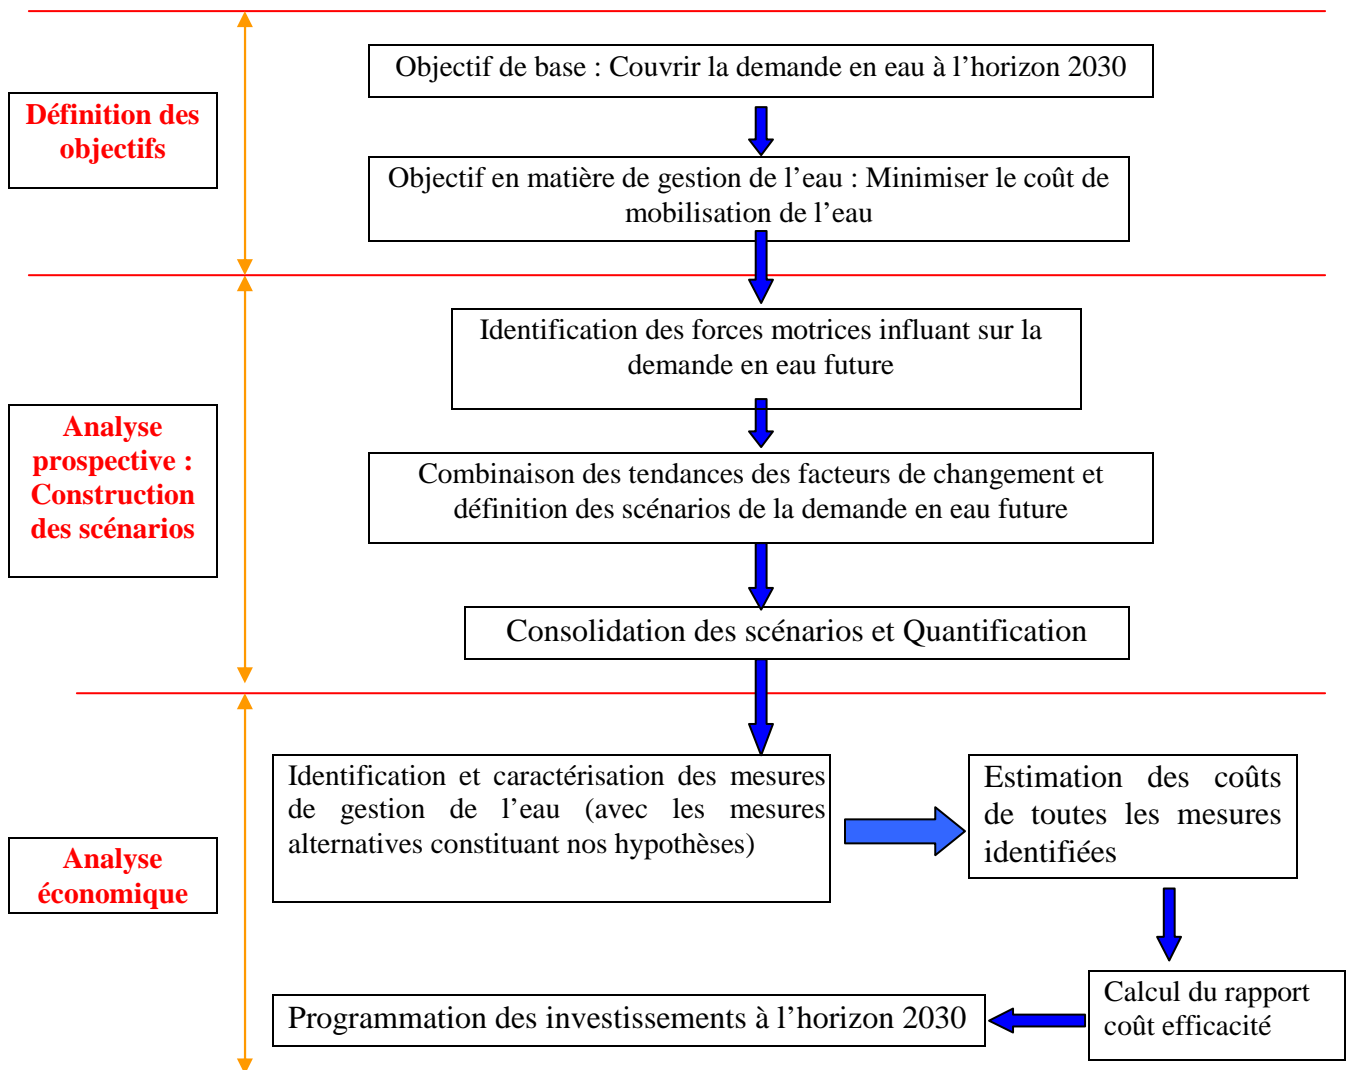 Objectif de base : Couvrir la demande en eau à l’horizon 2030
Définition des
objectifs
Objectif en matière de gestion de l’eau : Minimiser le coût de
mobilisation de l’eau
Identification des forces motrices influant sur la
demande en eau future
Analyse
prospective :
Construction
des scénarios
Combinaison des tendances des facteurs de changement et
définition des scénarios de la demande en eau future
Consolidation des scénarios et Quantification
Analyse
économique
Identification et caractérisation des mesures
de gestion de l’eau (avec les mesures
alternatives constituant nos hypothèses)
Estimation des coûts
de toutes les mesures
identifiées
Calcul du rapport
coût efficacité
Programmation des investissements à l’horizon 2030